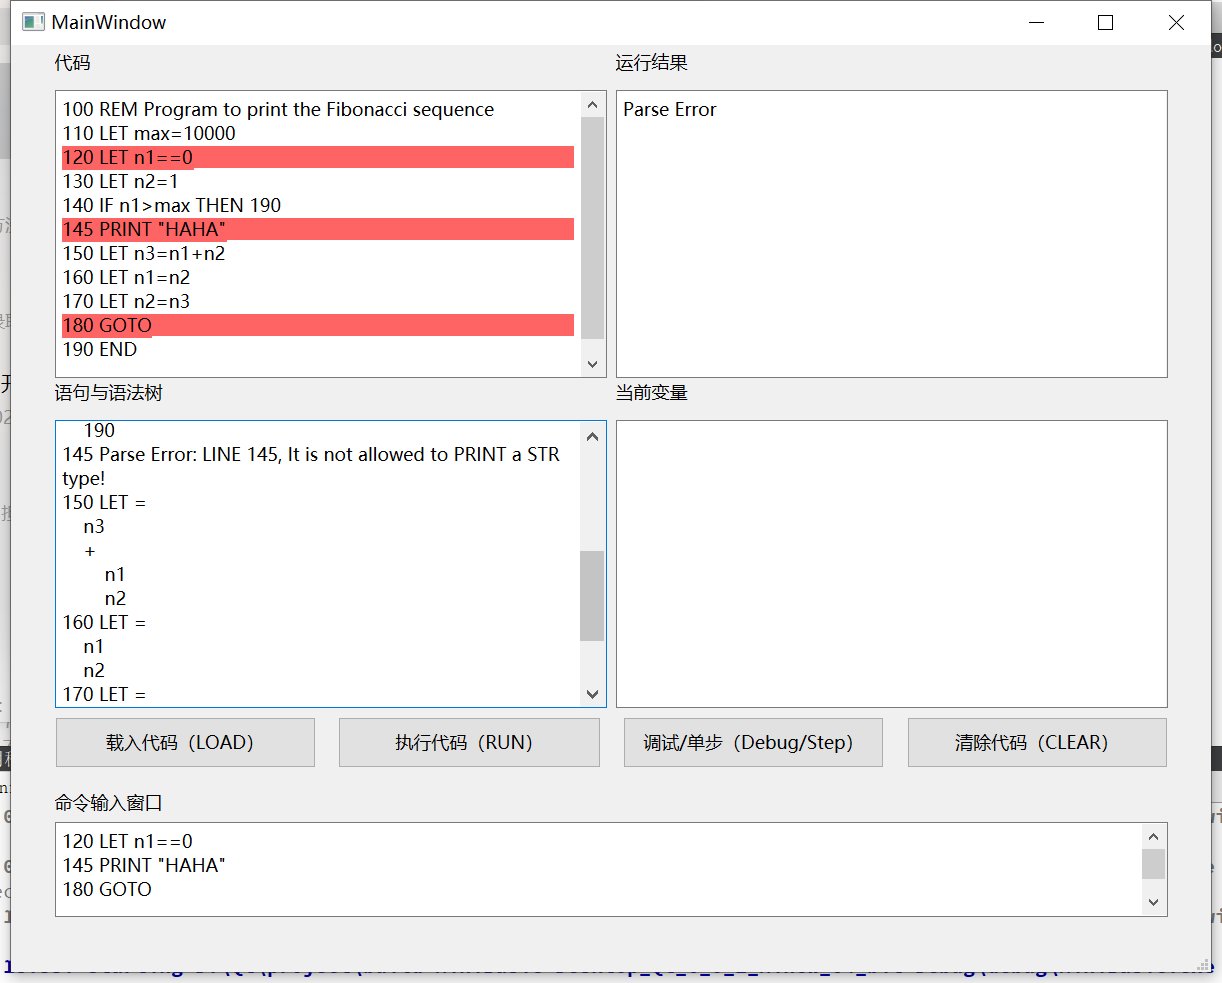 MainWindow
代码
100 REM Program to print the Fibonacci sequence
110 LET max=10000
120 LET n1==0
130 LET n2=1
140 IF n1>max THEN 190
145 PRINT "HAHA"
150 LET n3=n1+n2
160 LET n1=n2
170 LET n2=n3
180 GOTO
190 END
运行结果
Parse Error
语句与语法树
190
145 Parse Error: LINE 145, It is not allowed to PRINT a STR
type!
150 LET =
n3
+
n1
n2
160 LET =
n1
n2
170 LET =
当前变量
载入代码（LOAD）
执行代码（RUN）
调试/单步（Debug/Step）
清除代码（CLEAR）
命令输入窗口
120 LET n1==0
145 PRINT "HAHA"
180 GOTO